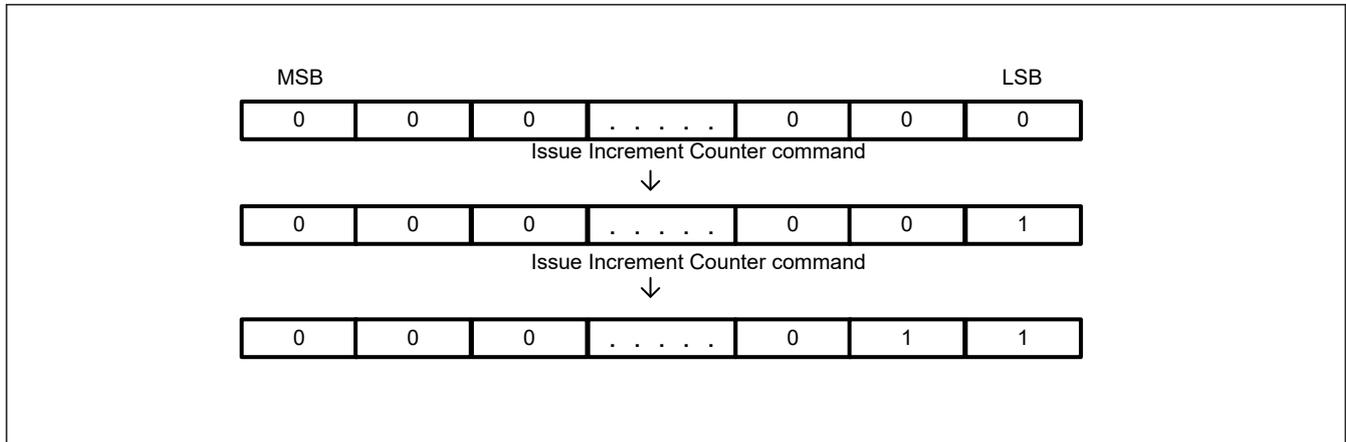 MSB LSB
0 0 0 . . . . . 0 0 0
Issue Increment Counter command
0 0 0 . . . . . 0 0 1
Issue Increment Counter command
0 0 0 . . . . . 0 1 1